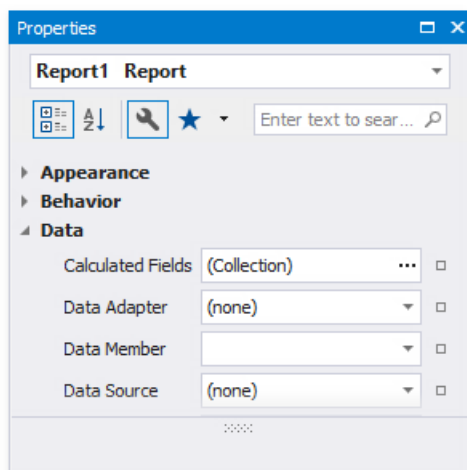 Properties
Report1 Report
Enter text to sear...
Appearance
Behavior
Data
Calculated Fields (Collection)
Data Adapter (none)
Data Member
Data Source (none)